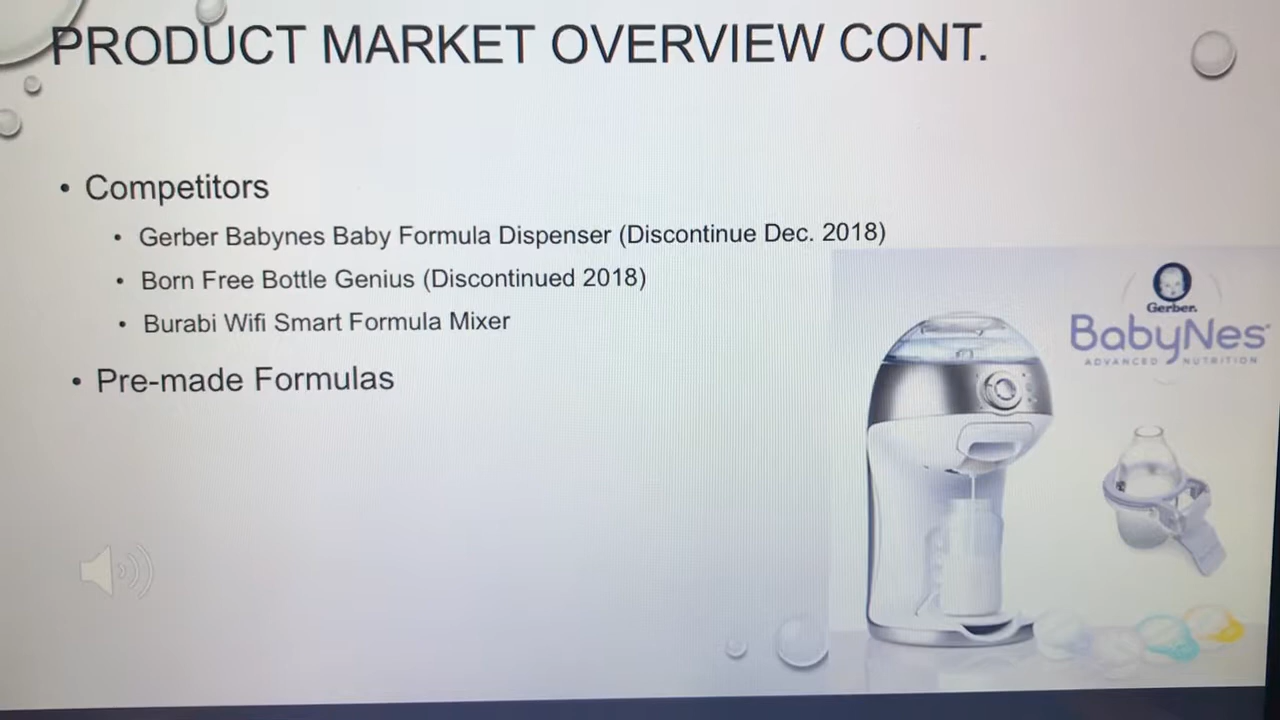 PRODUCT MARKET OVERVIEW CONT.
• Competitors
• Gerber Babynes Baby Formula Dispenser (Discontinue Dec. 2018)
• Born Free Bottle Genius (Discontinued 2018)
• Burabi Wifi Smart Formula Mixer
• Pre-made Formulas
Gerber
BabyNes
ADVANCED NUTRITION